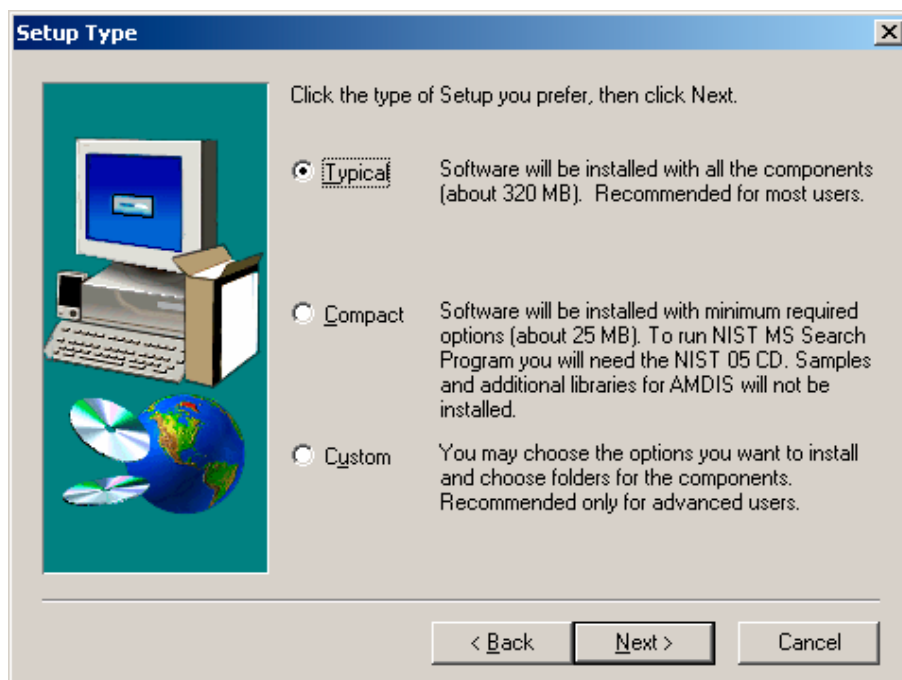 Setup Type
Click the type of Setup you prefer, then click Next.
Typical
Software will be installed with all the components
(about 320 MB). Recommended for most users.
Compact
Software will be installed with minimum required
options (about 25 MB). To run NIST MS Search
Program you will need the NIST 05 CD. Samples
and additional libraries for AMDIS will not be
installed.
Custom
You may choose the options you want to install
and choose folders for the components.
Recommended only for advanced users.
< Back
Next >
Cancel